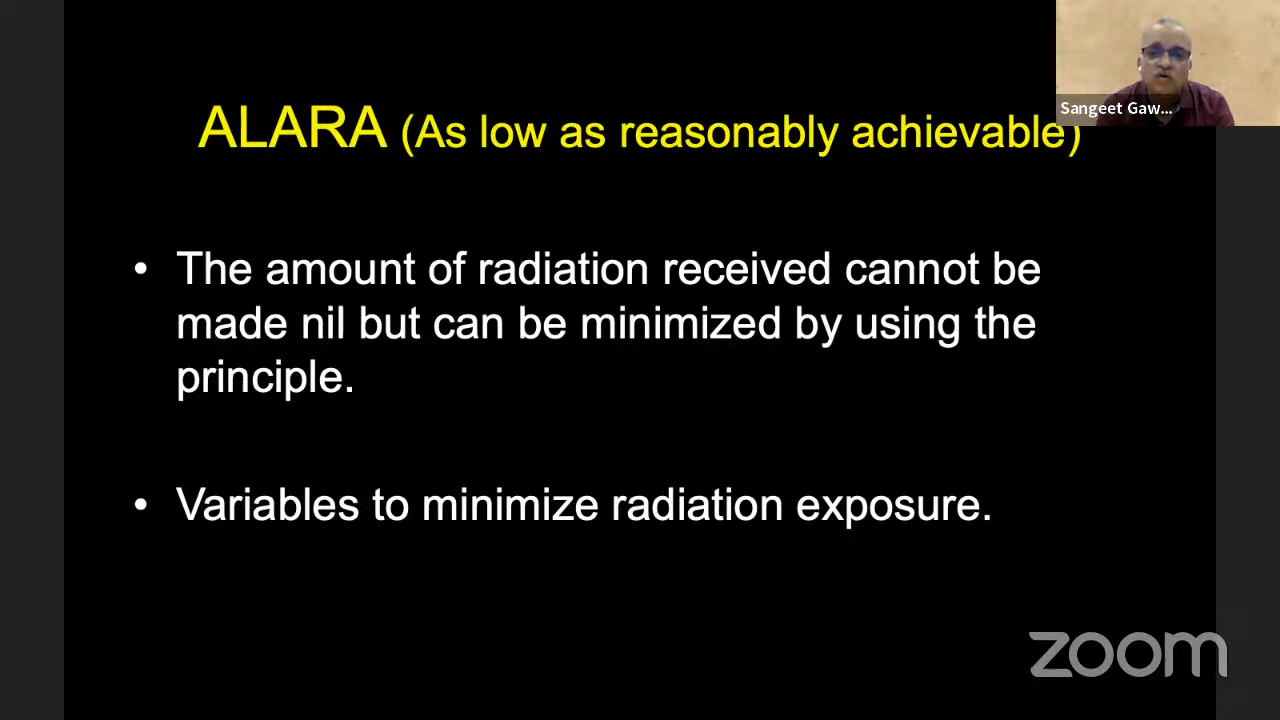 ALARA (As low as reasonably achievable)
Sangeet Gaw...
• The amount of radiation received cannot be
made nil but can be minimized by using the
principle.
• Variables to minimize radiation exposure.
zoom